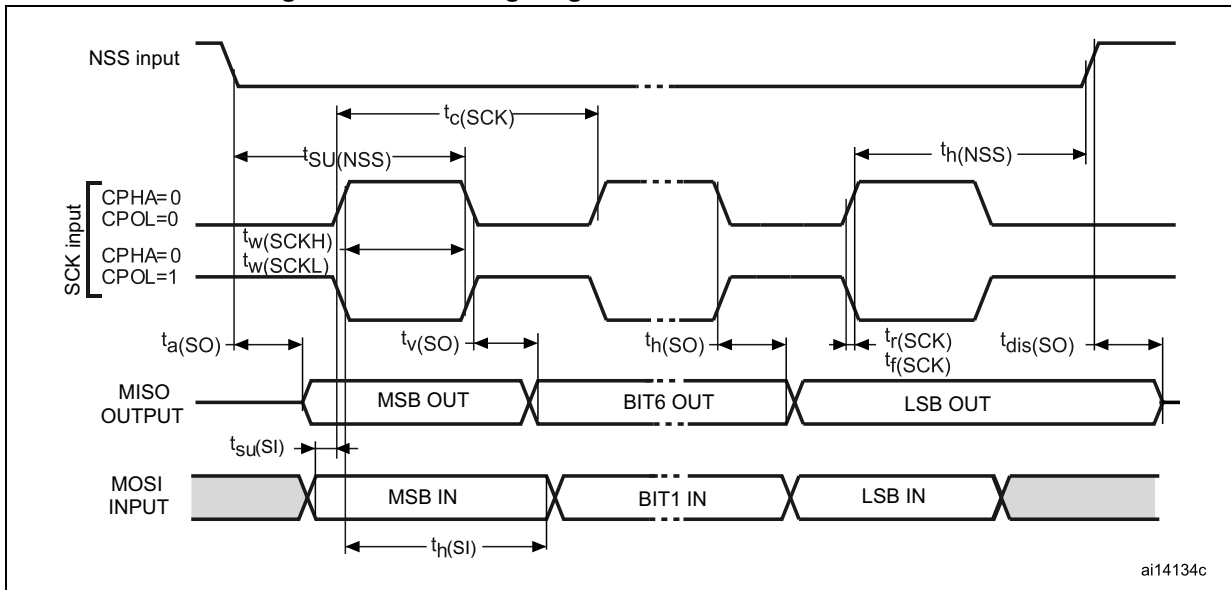 NSS input
tc(SCK)
tSU(NSS)
th(NSS)
SCK input
CPHA=0
CPOL=0
tw(SCKH)
CPHA=0
tw(SCKL)
CPOL=1
ta(SO)
tv(SO)
th(SO)
tr(SCK)
tf(SCK)
tdis(SO)
MISO
OUTPUT
MSB OUT
BIT6 OUT
LSB OUT
tsu(SI)
MOSI
INPUT
MSB IN
BIT1 IN
LSB IN
th(SI)
ai14134c